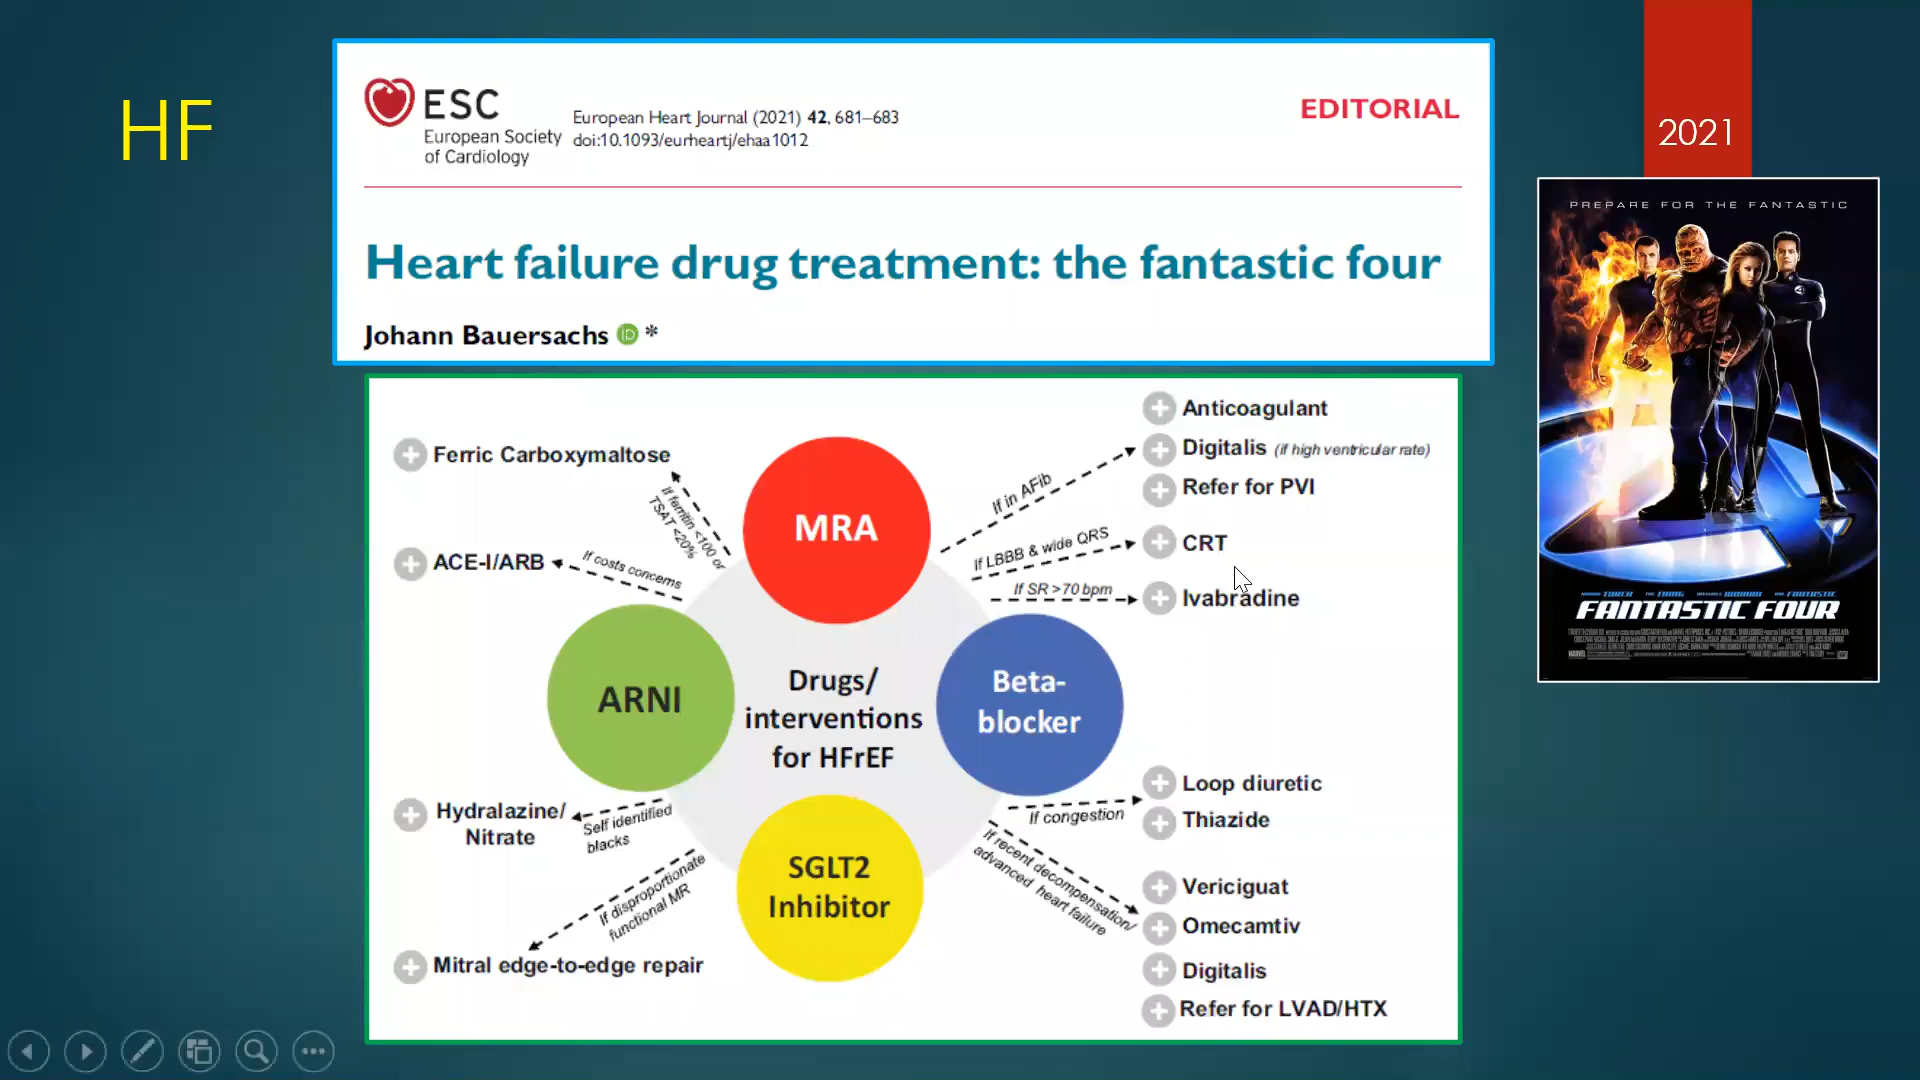 HF
ESC
European Society
of Cardiology
European Heart Journal (2021) 42, 681–683
doi:10.1093/eurheartj/ehaa1012
EDITORIAL
Heart failure drug treatment: the fantastic four
Johann Bauersachs iD *
2021
PREPARE FOR THE FANTASTIC
FANTASTIC FOUR
MARVEL
Ferric Carboxymaltose
If ferritin <100 or
TSAT <20%
ACE-I/ARB
If costs concerns
MRA
ARNI
Drugs/
interventions
for HFrEF
Beta-
blocker
SGLT2
Inhibitor
Hydralazine/
Nitrate
Self identified
blacks
If disproportionate
functional MR
Mitral edge-to-edge repair
If in AFib
Anticoagulant
Digitalis (if high ventricular rate)
Refer for PVI
If LBBB & wide QRS
CRT
If SR >70 bpm
Ivabradine
If congestion
Loop diuretic
Thiazide
If recent decompensation/
advanced heart failure
Vericiguat
Omecamtiv
Digitalis
Refer for LVAD/HTX